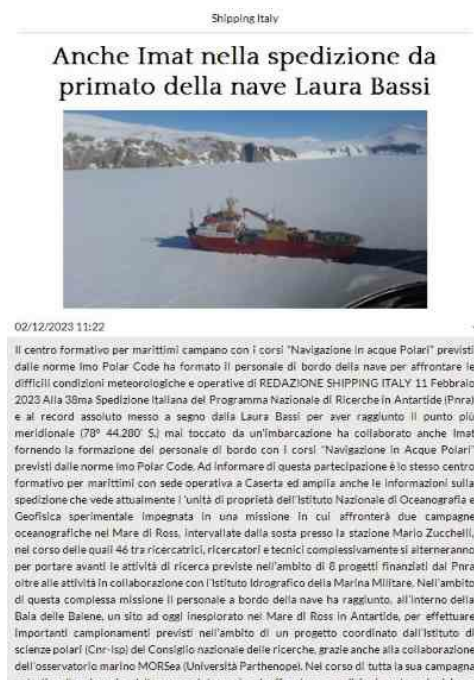 Shipping Italy
Anche Imat nella spedizione da
primato della nave Laura Bassi
02/12/2023 11:22
Il centro formativo per marittimi campano con i corsi "Navigazione in acque Polari" previsti
dalle norme Imo Polar Code ha formato il personale di bordo della nave per affrontare le
difficili condizioni meteorologiche e operative di REDAZIONE SHIPPING ITALY 11 Febbraio
2023 Alla 38ma Spedizione Italiana del Programma Nazionale di Ricerche in Antartide (Pnra)
e al record assoluto messo a segno dalla Laura Bassi per aver raggiunto il punto più
meridionale (78° 44.280' S.) mai toccato da un'imbarcazione ha collaborato anche Imat
fornendo la formazione del personale di bordo con i corsi "Navigazione in Acque Polari"
previsti dalle norme Imo Polar Code. Ad informare di questa partecipazione è lo stesso centro
formativo per marittimi con sede operativa a Caserta ed amplia anche le informazioni sulla
spedizione che vede attualmente l'unità di proprietà dell'Istituto Nazionale di Oceanografia e
Geofisica sperimentale impegnata in una missione in cui affronterà due campagne
oceanografiche nel Mare di Ross, intervallate dalla sosta presso la stazione Mario Zucchelli,
nel corso delle quali 46 tra ricercatrici, ricercatori e tecnici complessivamente si alterneranno
per portare avanti le attività di ricerca previste nell'ambito di 8 progetti finanziati dal Pnra
oltre alle attività in collaborazione con l'Istituto Idrografico della Marina Militare. Nell'ambito
di questa complessa missione il personale a bordo della nave ha raggiunto, all'interno della
Baia delle Balene, un sito ad oggi inesplorato nel Mare di Ross in Antartide, per effettuare
importanti campionamenti previsti nell'ambito di un progetto coordinato dall'Istituto di
scienze polari (Cnr-Isp) del Consiglio nazionale delle ricerche, grazie anche alla collaborazione
dell'osservatorio marino MORSea (Università Parthenope). Nel corso di tutta la sua campagna